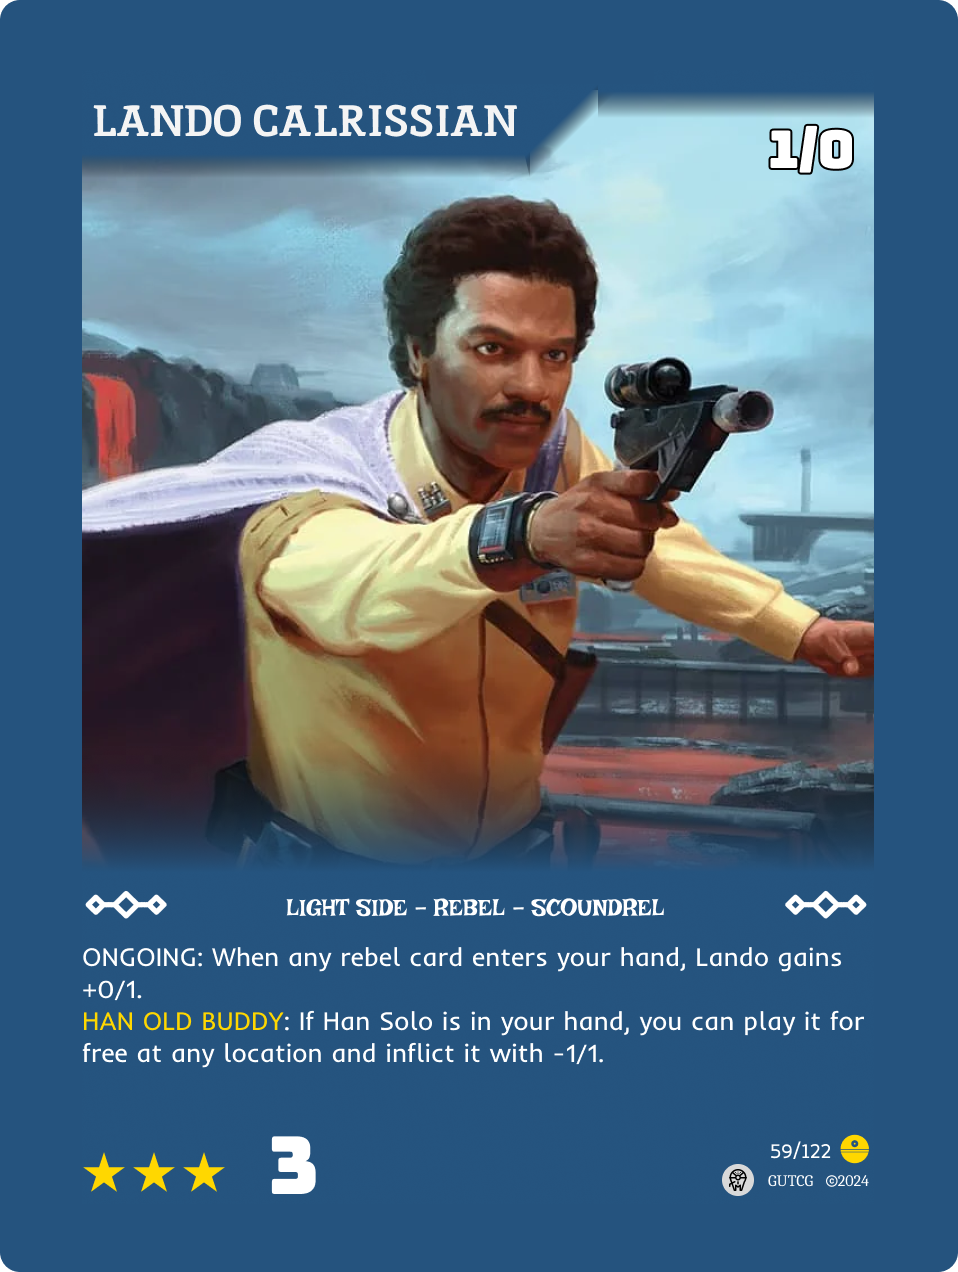 LANDO CALRISSIAN
1/0
LIGHT SIDE – REBEL – SCOUNDREL
ONGOING: When any rebel card enters your hand, Lando gains
+0/1.
HAN OLD BUDDY: If Han Solo is in your hand, you can play it for
free at any location and inflict it with -1/1.
3
59/122
GUTCG ©2024